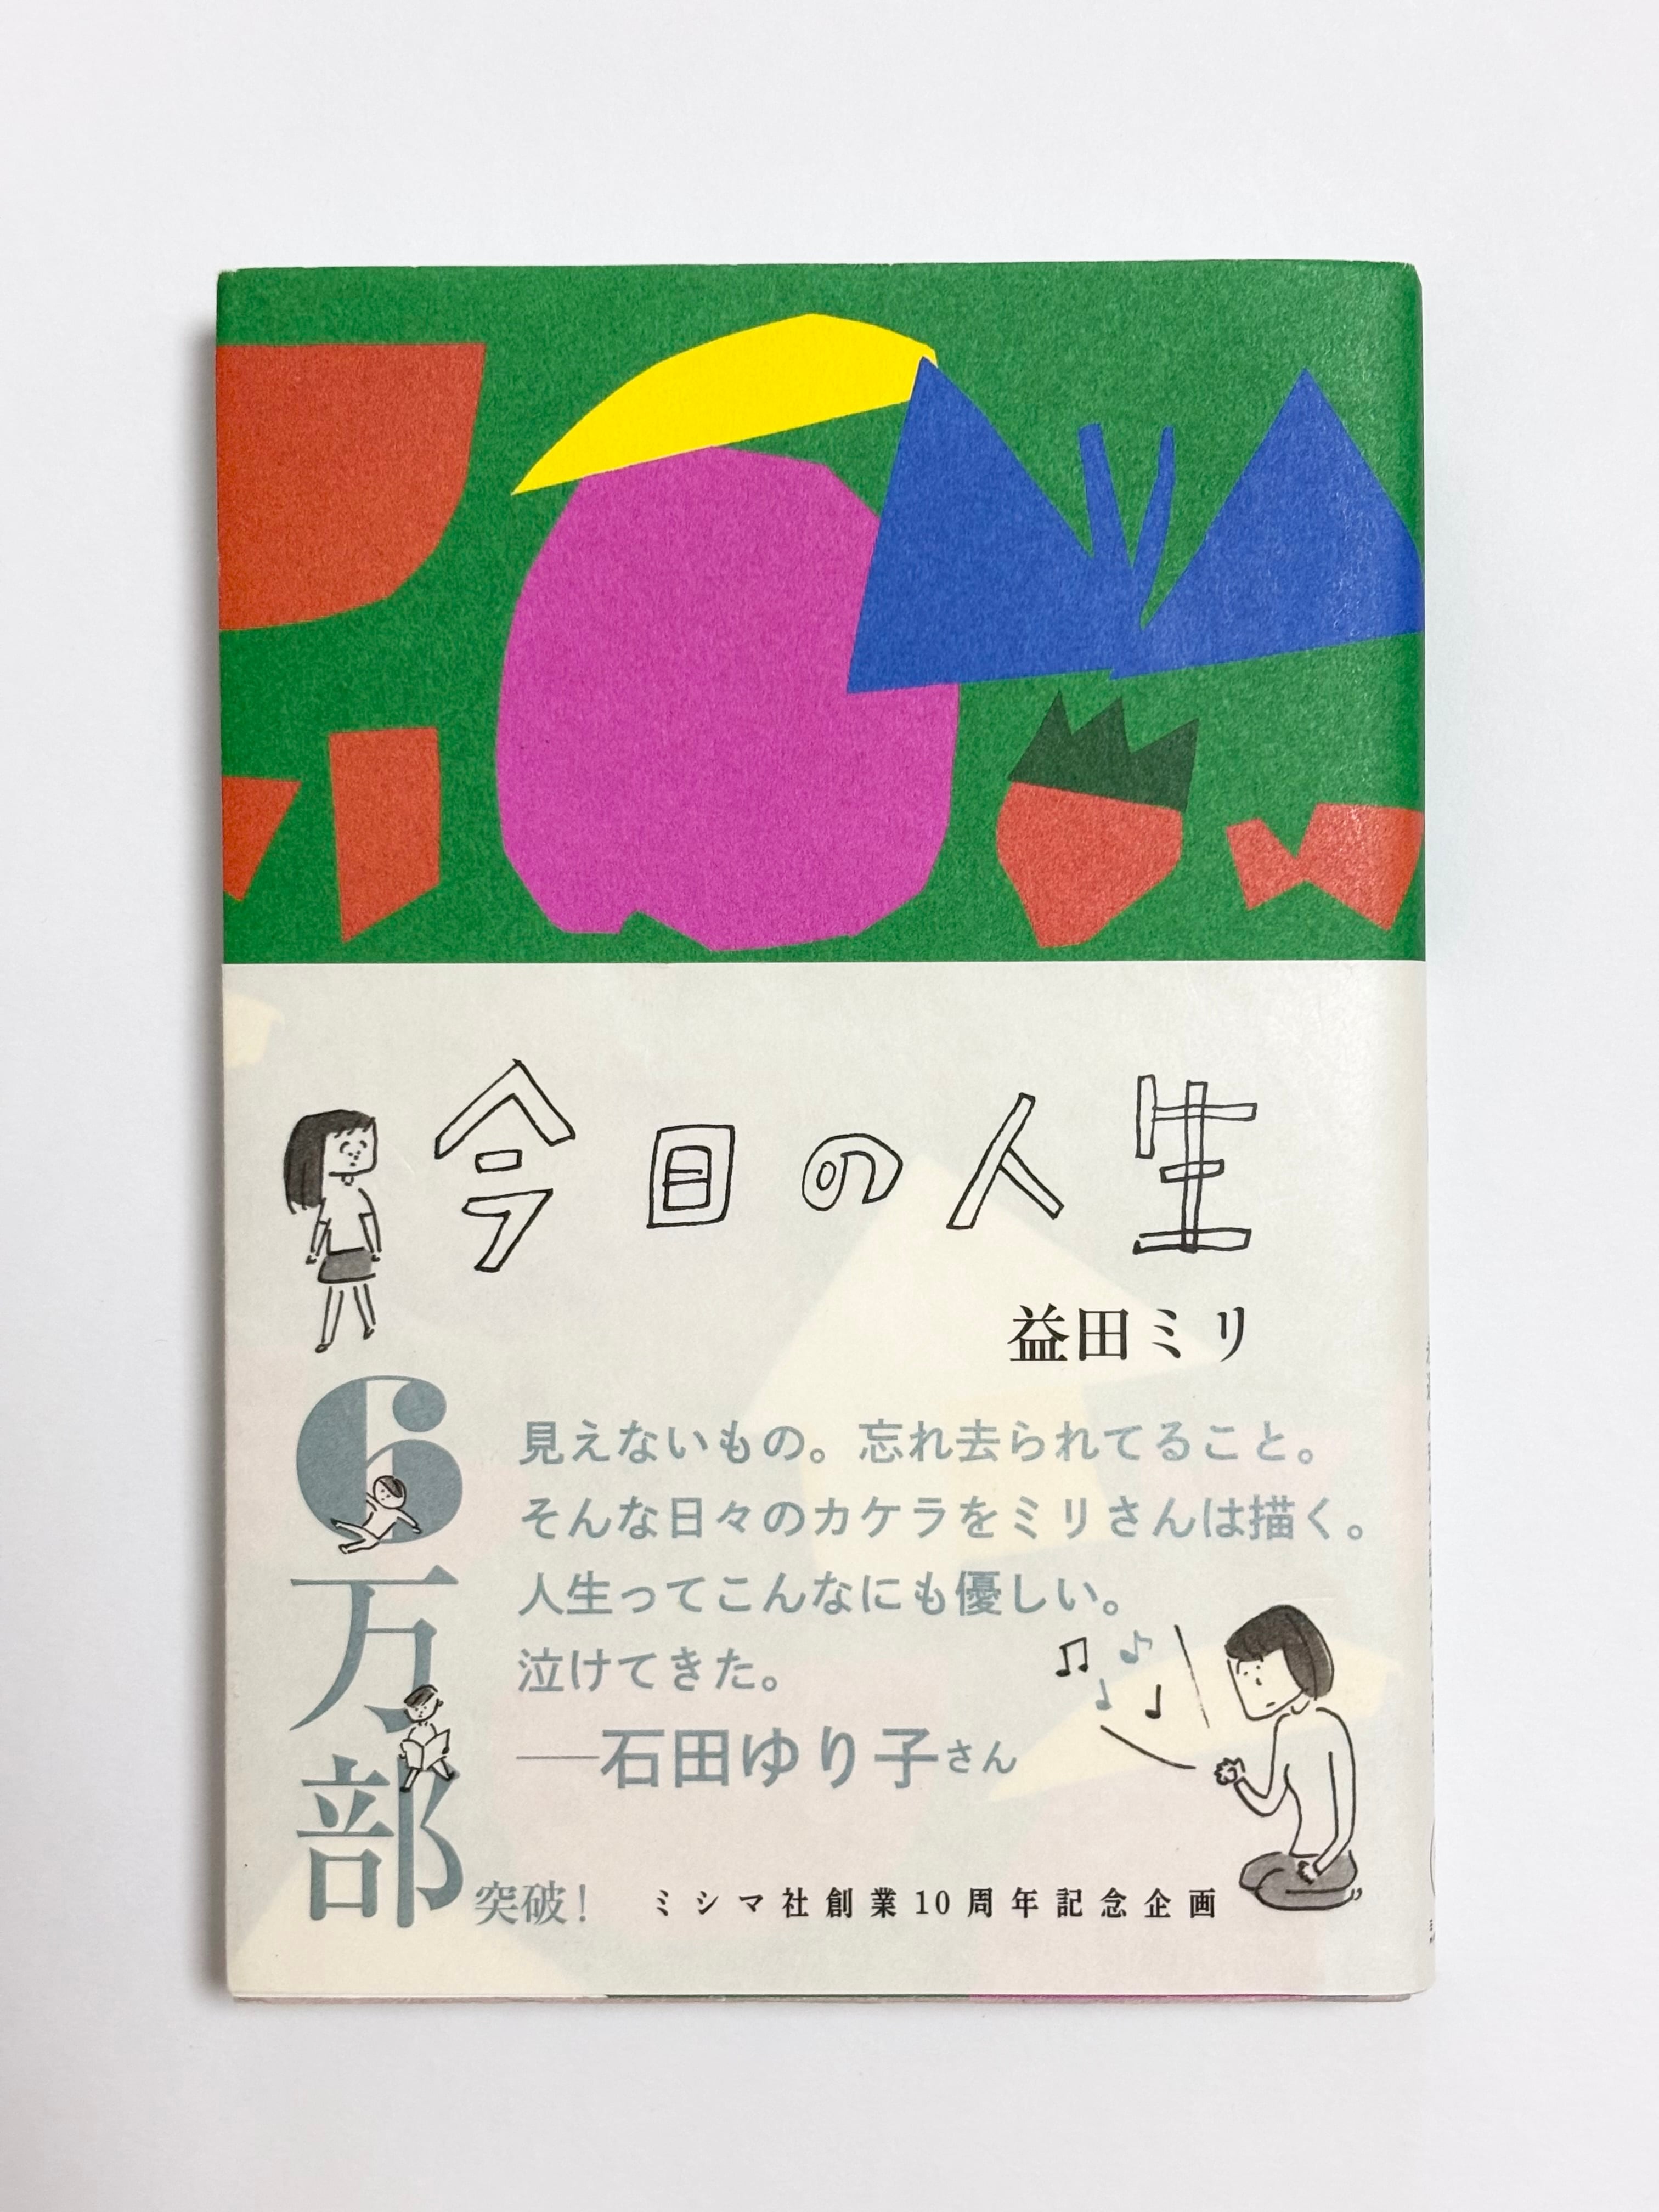 今日の人生
益田ミリ
6万部
突破!
見えないもの。忘れ去られてること。
そんな日々のカケラをミリさんは描く。
人生ってこんなにも優しい。
泣けてきた。
──石田ゆり子さん
ミシマ社創業10周年記念企画